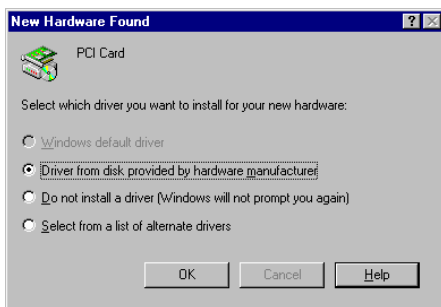 New Hardware Found
PCI Card
Select which driver you want to install for your new hardware:
Windows default driver
Driver from disk provided by hardware manufacturer
Do not install a driver (Windows will not prompt you again)
Select from a list of alternate drivers
OK Cancel Help